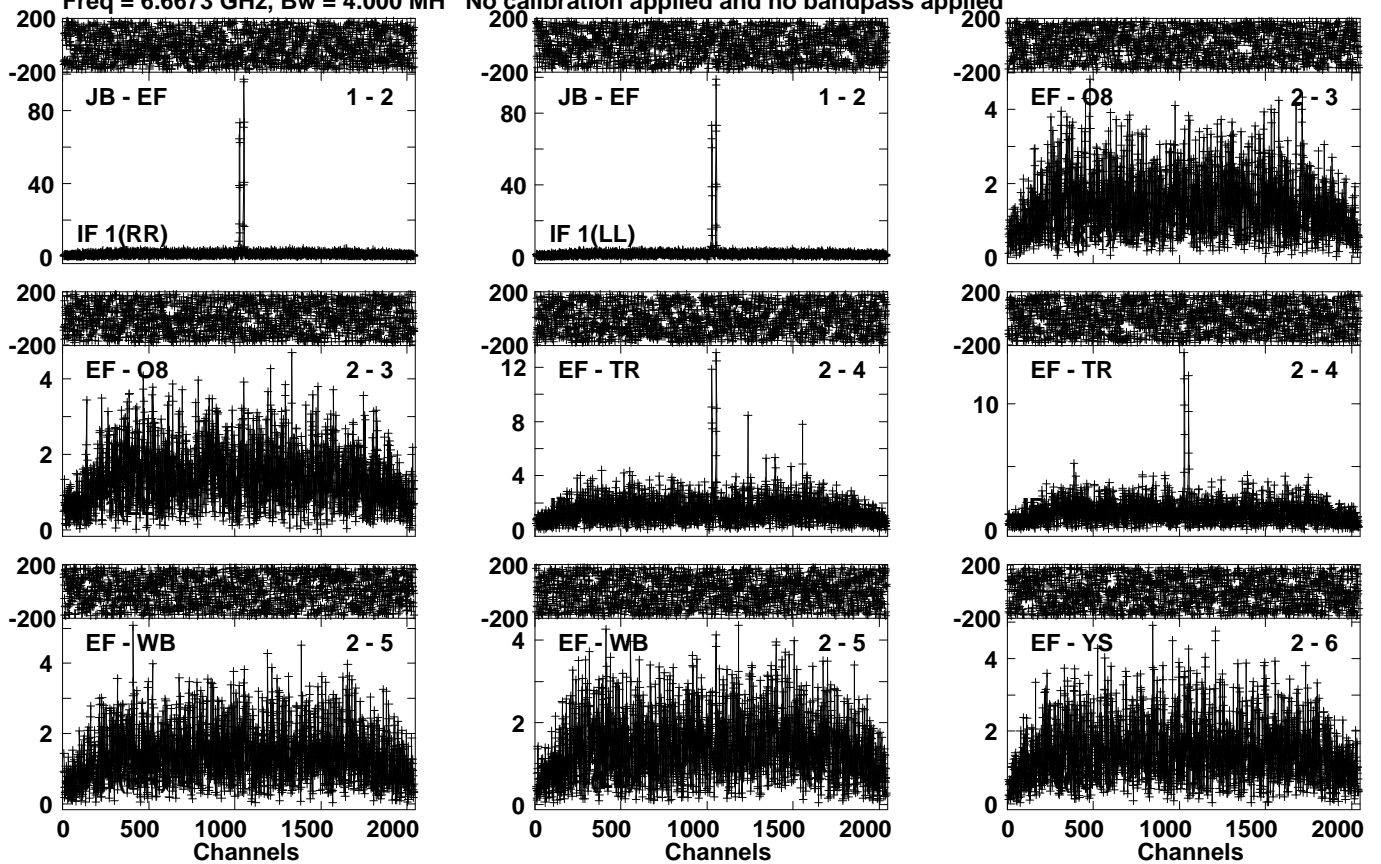 Freq = 6.6673 GHz, Bw = 4.000 MH No calibration applied and no bandpass applied
200 200 200
-200 -200 -200
JB - EF 1 - 2 JB - EF 1 - 2 EF - O8 2 - 3
80 80 4
40 40 2
IF 1(RR) IF 1(LL)
0 0 0
200 200 200
-200 -200 -200
EF - O8 2 - 3 EF - TR 2 - 4 EF - TR 2 - 4
4 12 10
8
2 4
0 0 0
200 200 200
-200 -200 -200
EF - WB 2 - 5 EF - WB 2 - 5 EF - YS 2 - 6
4 4 4
2 2 2
0 0 0
0 500 1000 1500 2000 0 500 1000 1500 2000 0 500 1000 1500 2000
Channels Channels Channels